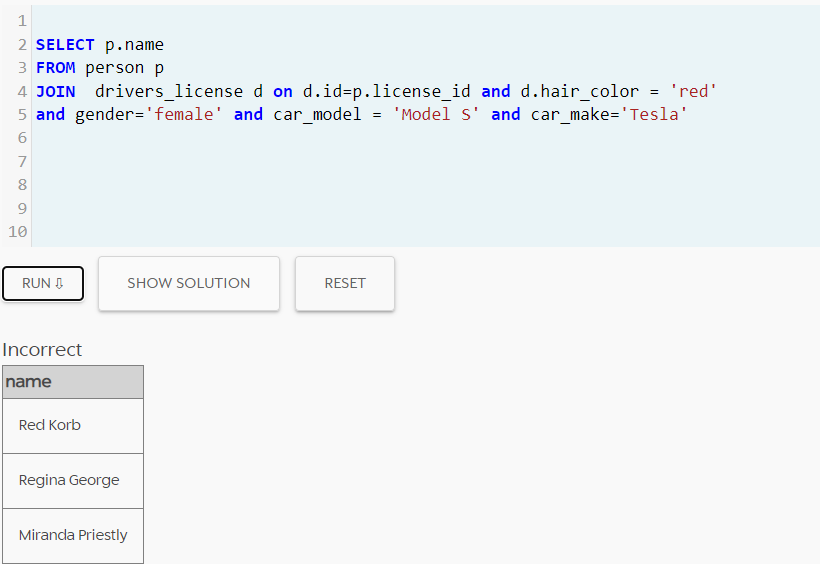 1
2 SELECT p.name
3 FROM person p
4 JOIN  drivers_license d on d.id=p.license_id and d.hair_color = 'red'
5 and gender='female' and car_model = 'Model S' and car_make='Tesla'
6
7
8
9
10
RUN ⇩ SHOW SOLUTION RESET
Incorrect
name
Red Korb
Regina George
Miranda Priestly